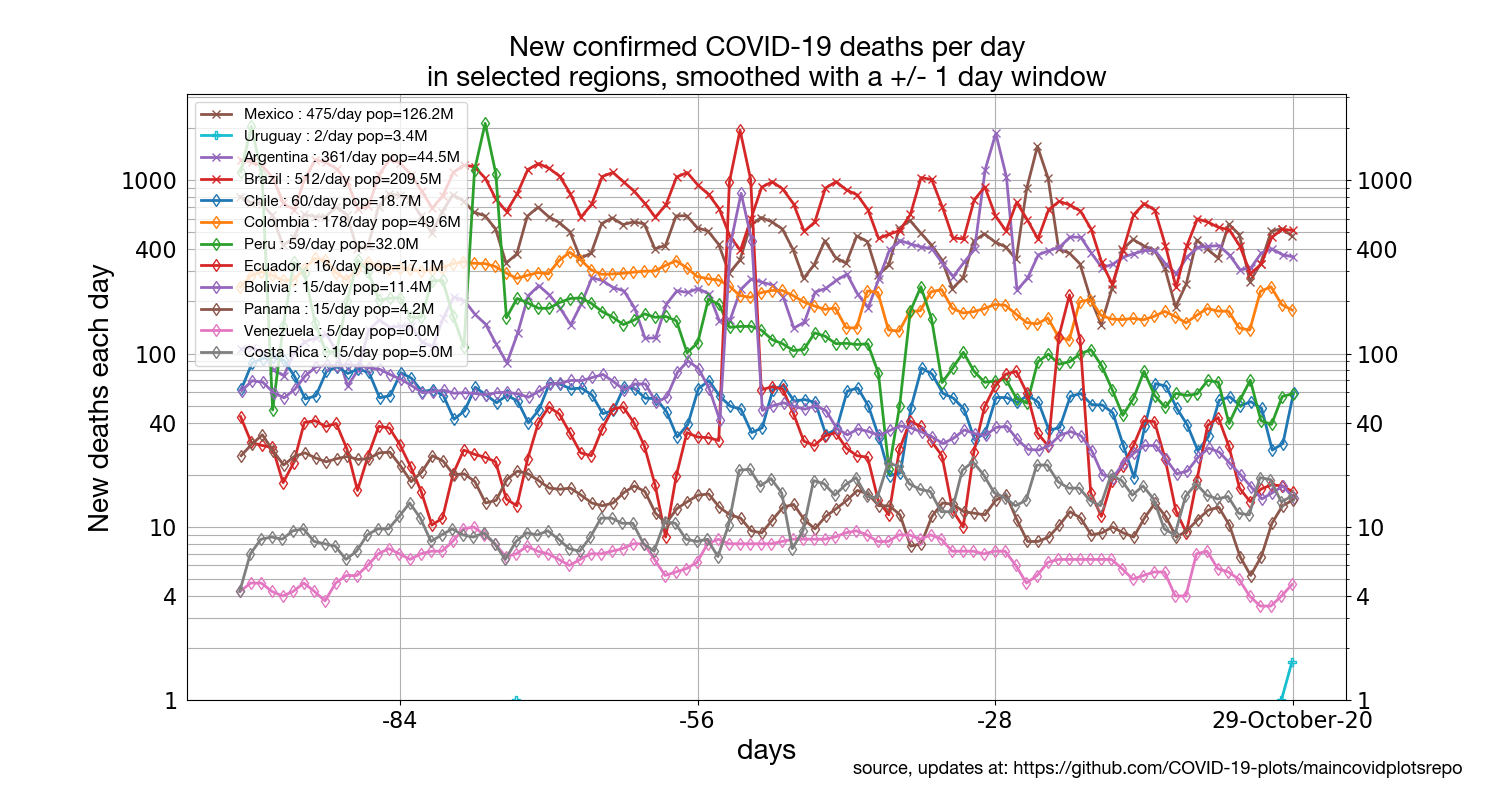 New confirmed COVID-19 deaths per day
in selected regions, smoothed with a +/- 1 day window
Mexico : 475/day pop=126.2M
Uruguay : 2/day pop=3.4M
Argentina : 361/day pop=44.5M
Brazil : 512/day pop=209.5M
Chile : 60/day pop=18.7M
Colombia : 178/day pop=49.6M
Peru : 59/day pop=32.0M
Ecuador : 16/day pop=17.1M
Bolivia : 15/day pop=11.4M
Panama : 15/day pop=4.2M
Venezuela : 5/day pop=0.0M
Costa Rica : 15/day pop=5.0M
New deaths each day
1000
400
100
40
10
4
1
1000
400
100
40
10
4
1
-84
-56
-28
29-October-20
days
source, updates at: https://github.com/COVID-19-plots/maincovidplotsrepo